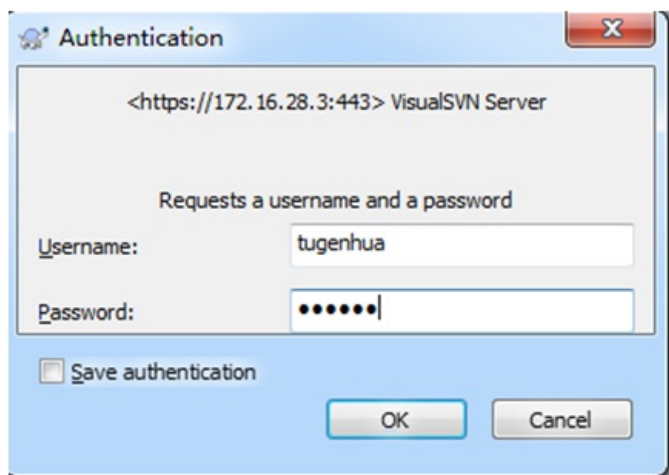 Authentication
<https://172.16.28.3:443> VisualSVN Server
Requests a username and a password
Username: tugenhua
Password: ••••••
Save authentication
OK Cancel